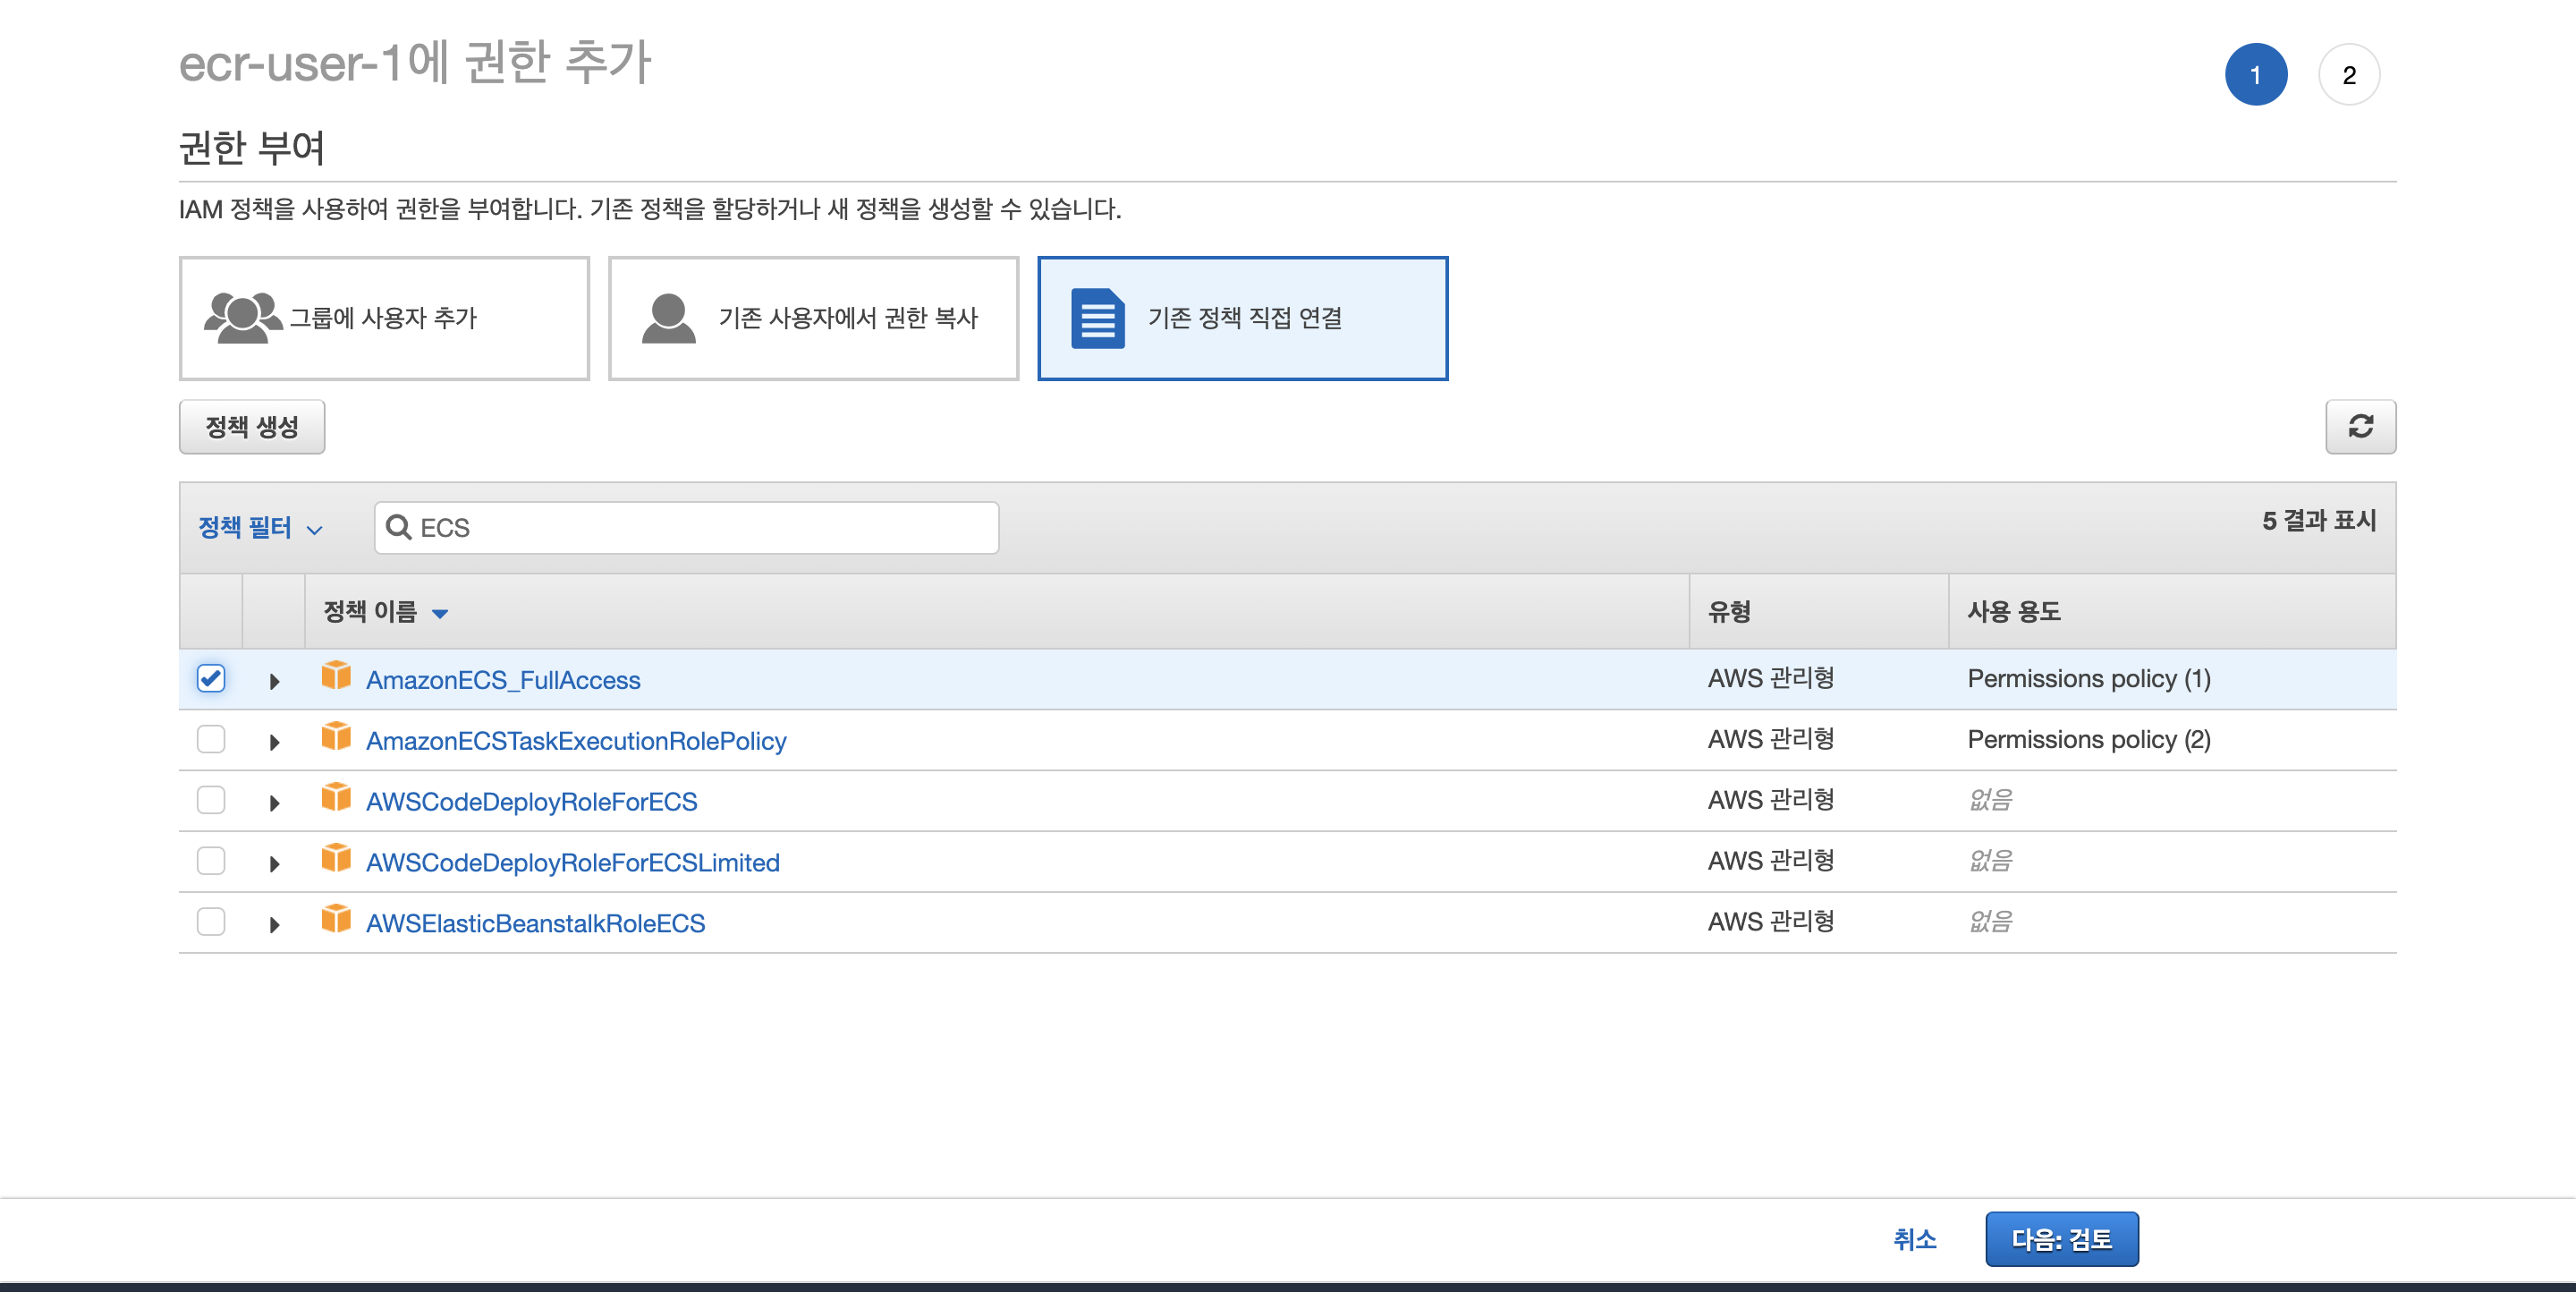 ecr-user-1에 권한 추가
1
2
권한 부여
IAM 정책을 사용하여 권한을 부여합니다. 기존 정책을 할당하거나 새 정책을 생성할 수 있습니다.
그룹에 사용자 추가
기존 사용자에서 권한 복사
기존 정책 직접 연결
정책 생성
정책 필터
ECS
5 결과 표시
정책 이름
유형
사용 용도
AmazonECS_FullAccess
AWS 관리형
Permissions policy (1)
AmazonECSTaskExecutionRolePolicy
AWS 관리형
Permissions policy (2)
AWSCodeDeployRoleForECS
AWS 관리형
없음
AWSCodeDeployRoleForECSLimited
AWS 관리형
없음
AWSElasticBeanstalkRoleECS
AWS 관리형
없음
취소
다음: 검토